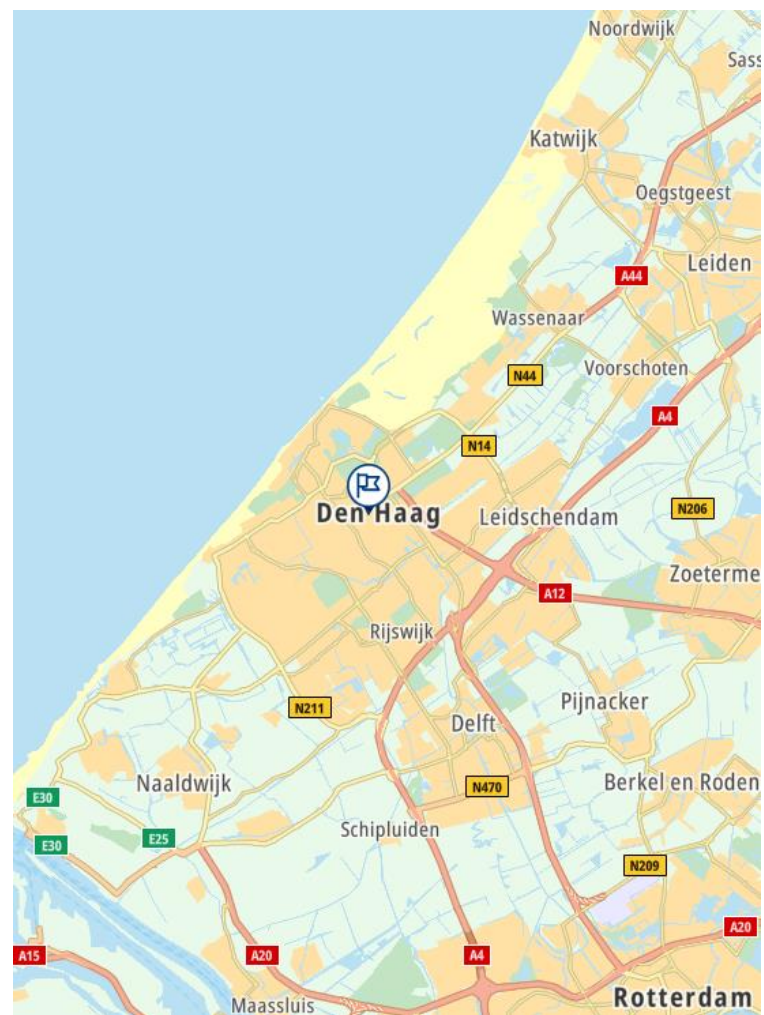 Noordwijk
Sass
Katwijk
Oegstgeest
Leiden
A44
Wassenaar
Voorschoten
N44
A4
N14
Den Haag
Leidschendam
N206
Zoeterme
A12
Rijswijk
Pijnacker
N211
Delft
Naaldwijk
N470
Berkel en Roden
E30
Schipluiden
E25
E30
N209
A20
A15
A20
A4
Rotterdam
Maassluis